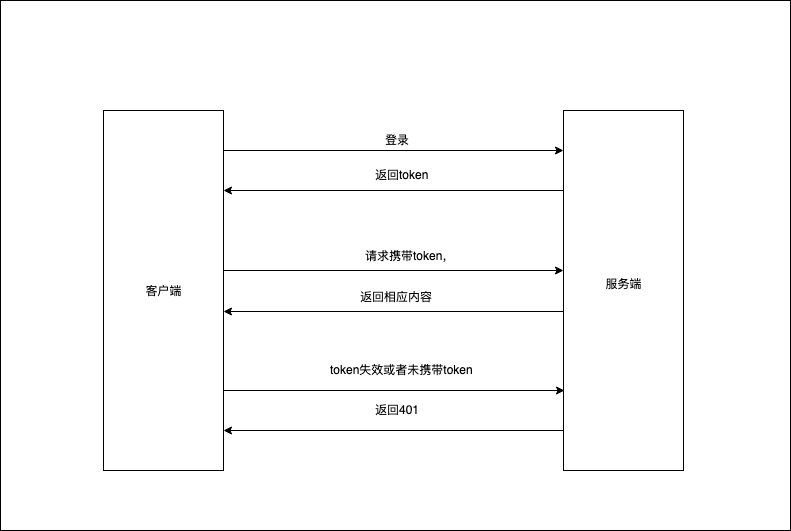 登录
返回token
请求携带token,
客户端
服务端
返回相应内容
token失效或者未携带token
返回401